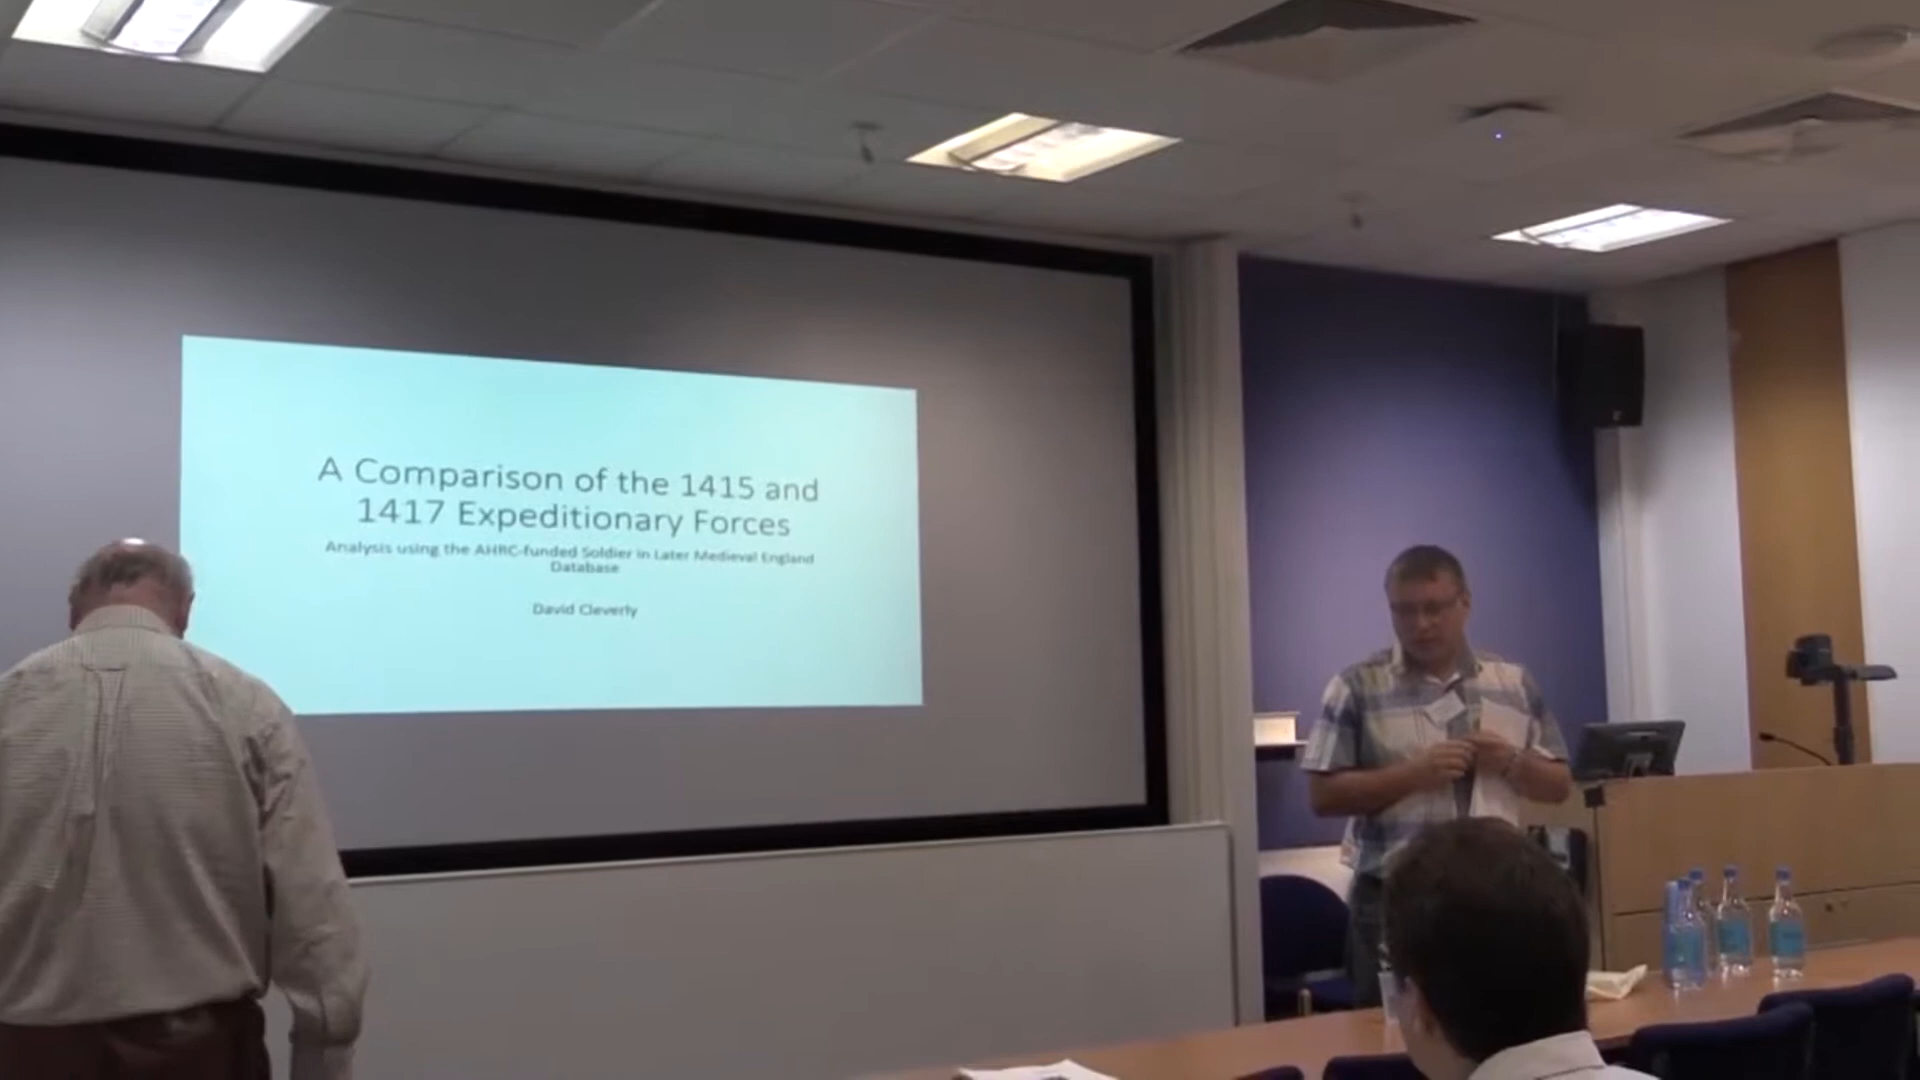 A Comparison of the 1415 and
1417 Expeditionary Forces
Analysis using the AHRC-funded Soldier in Later Medieval England
Database
David Cleverly